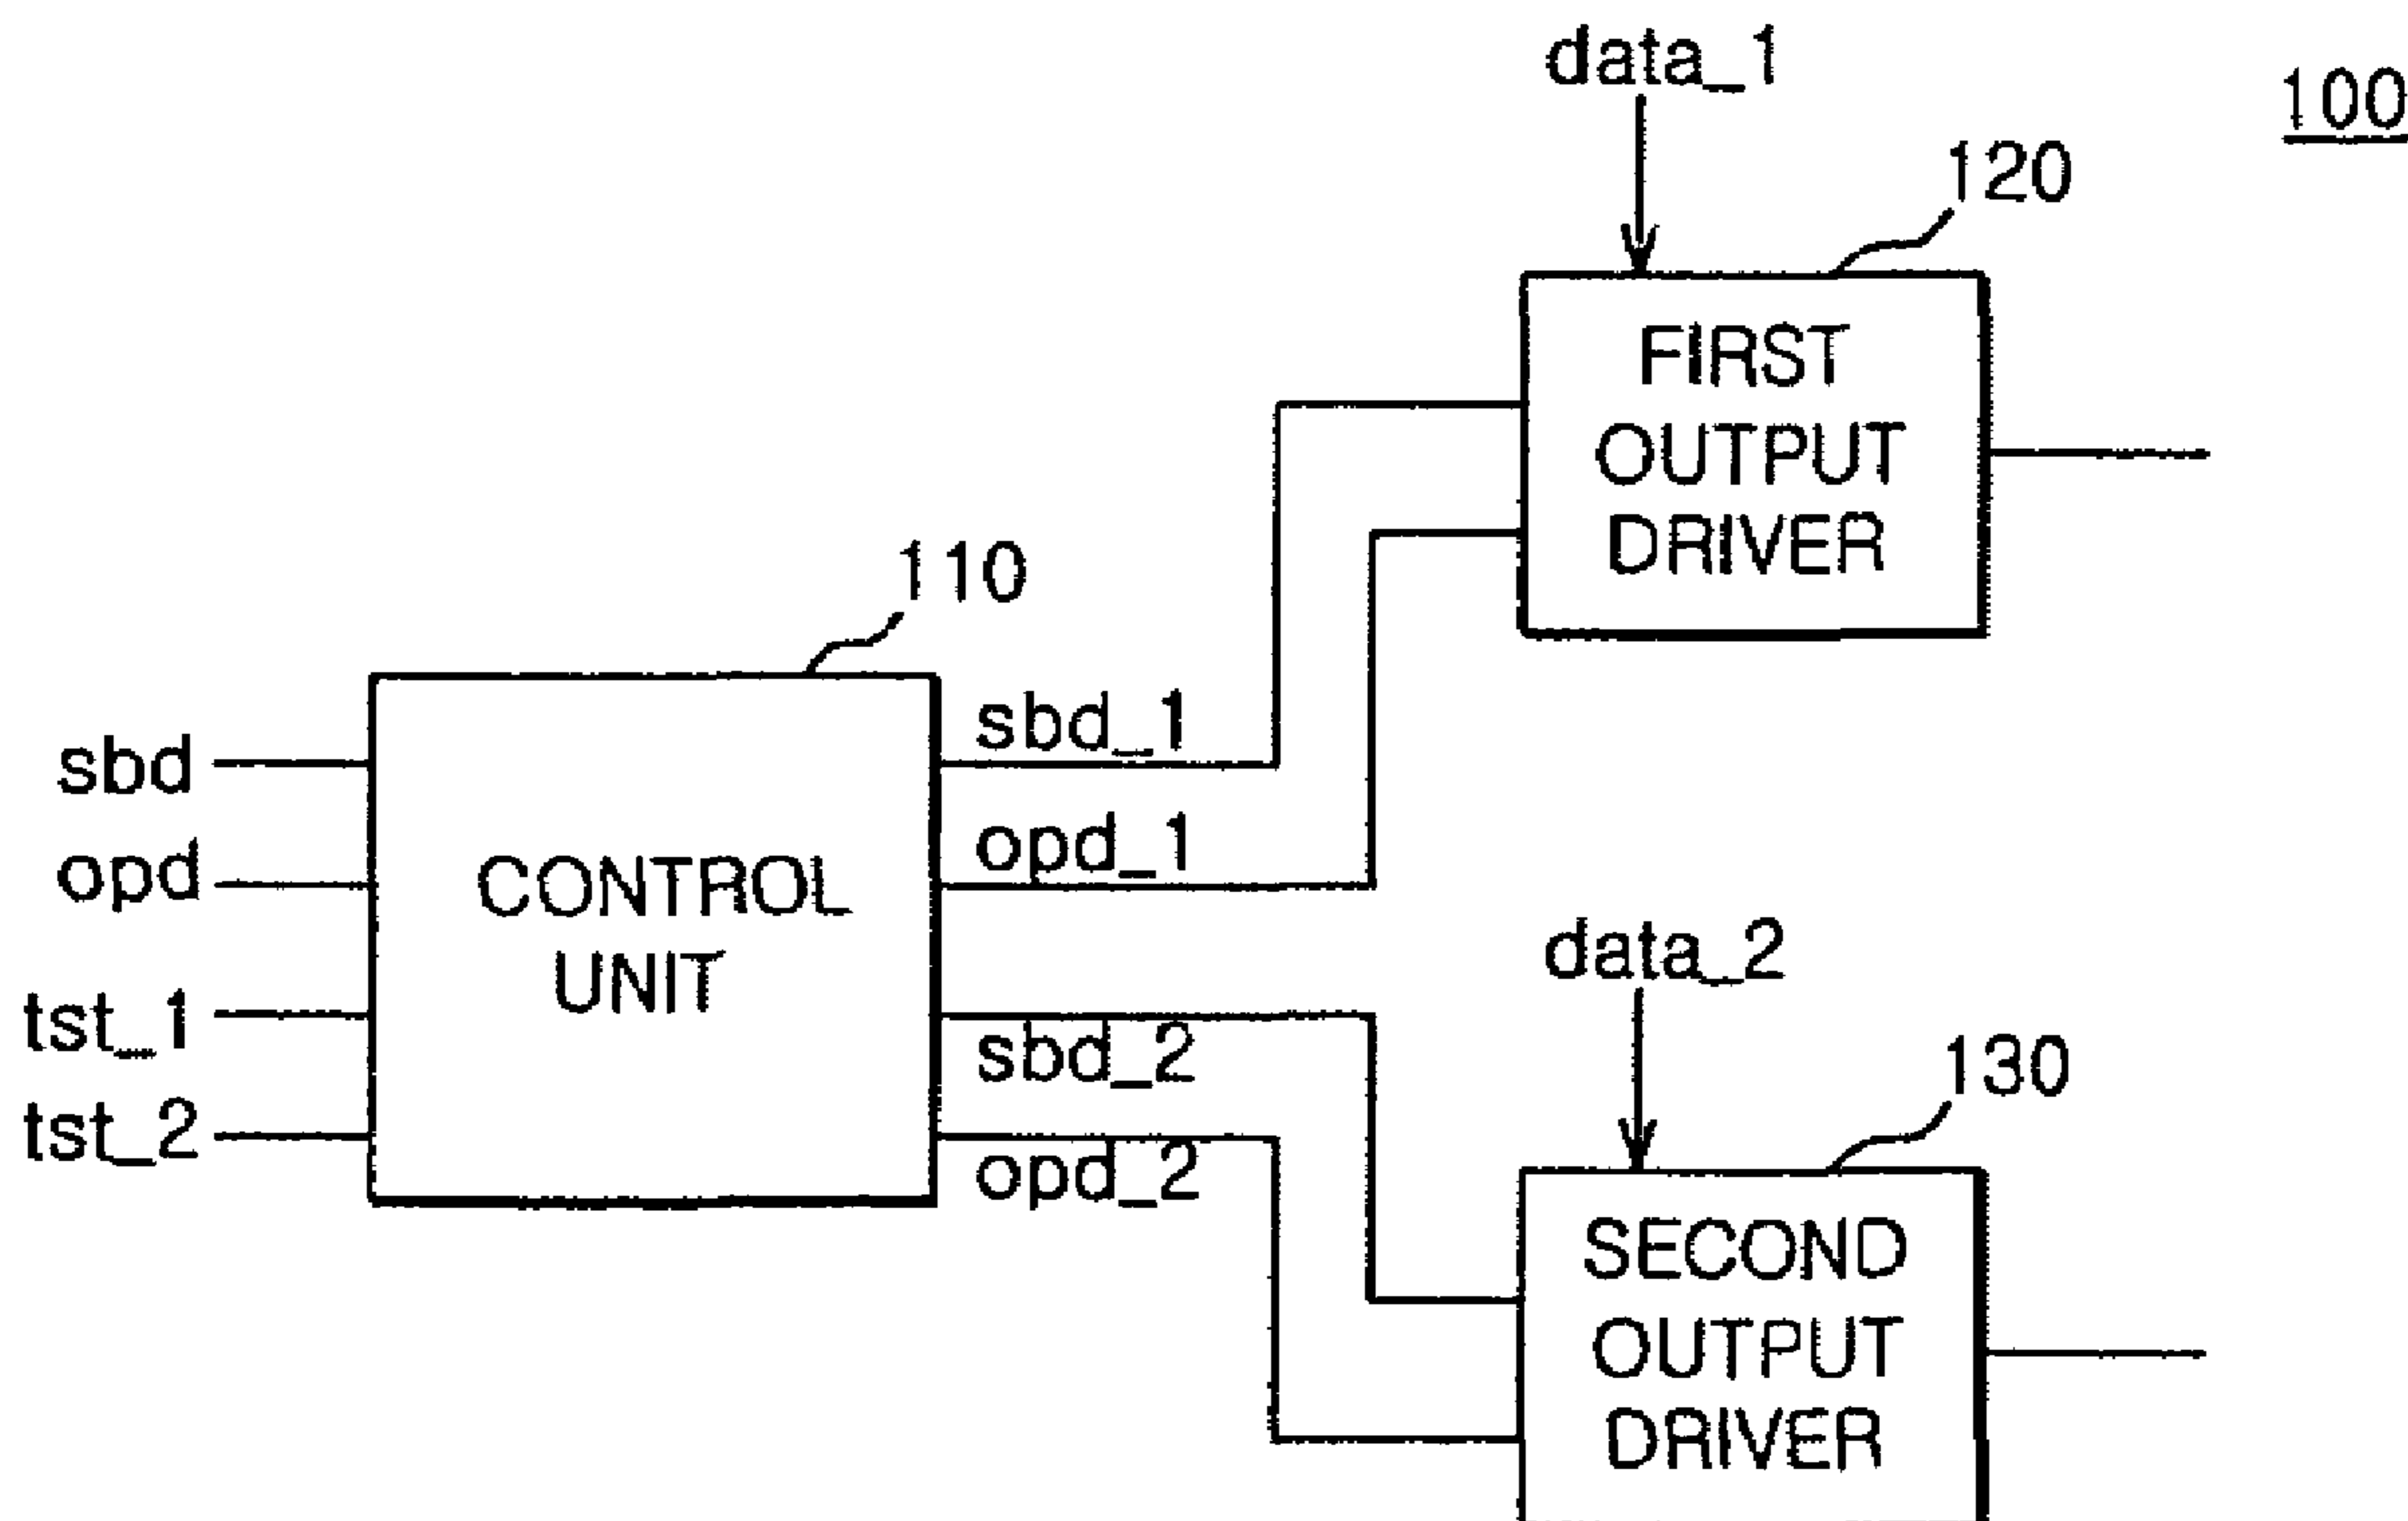 data_1
100
120
FIRST
OUTPUT
DRIVER
110
sbd
opd
tst_1
tst_2
CONTROL
UNIT
sbd_1
opd_1
sbd_2
opd_2
data_2
130
SECOND
OUTPUT
DRIVER